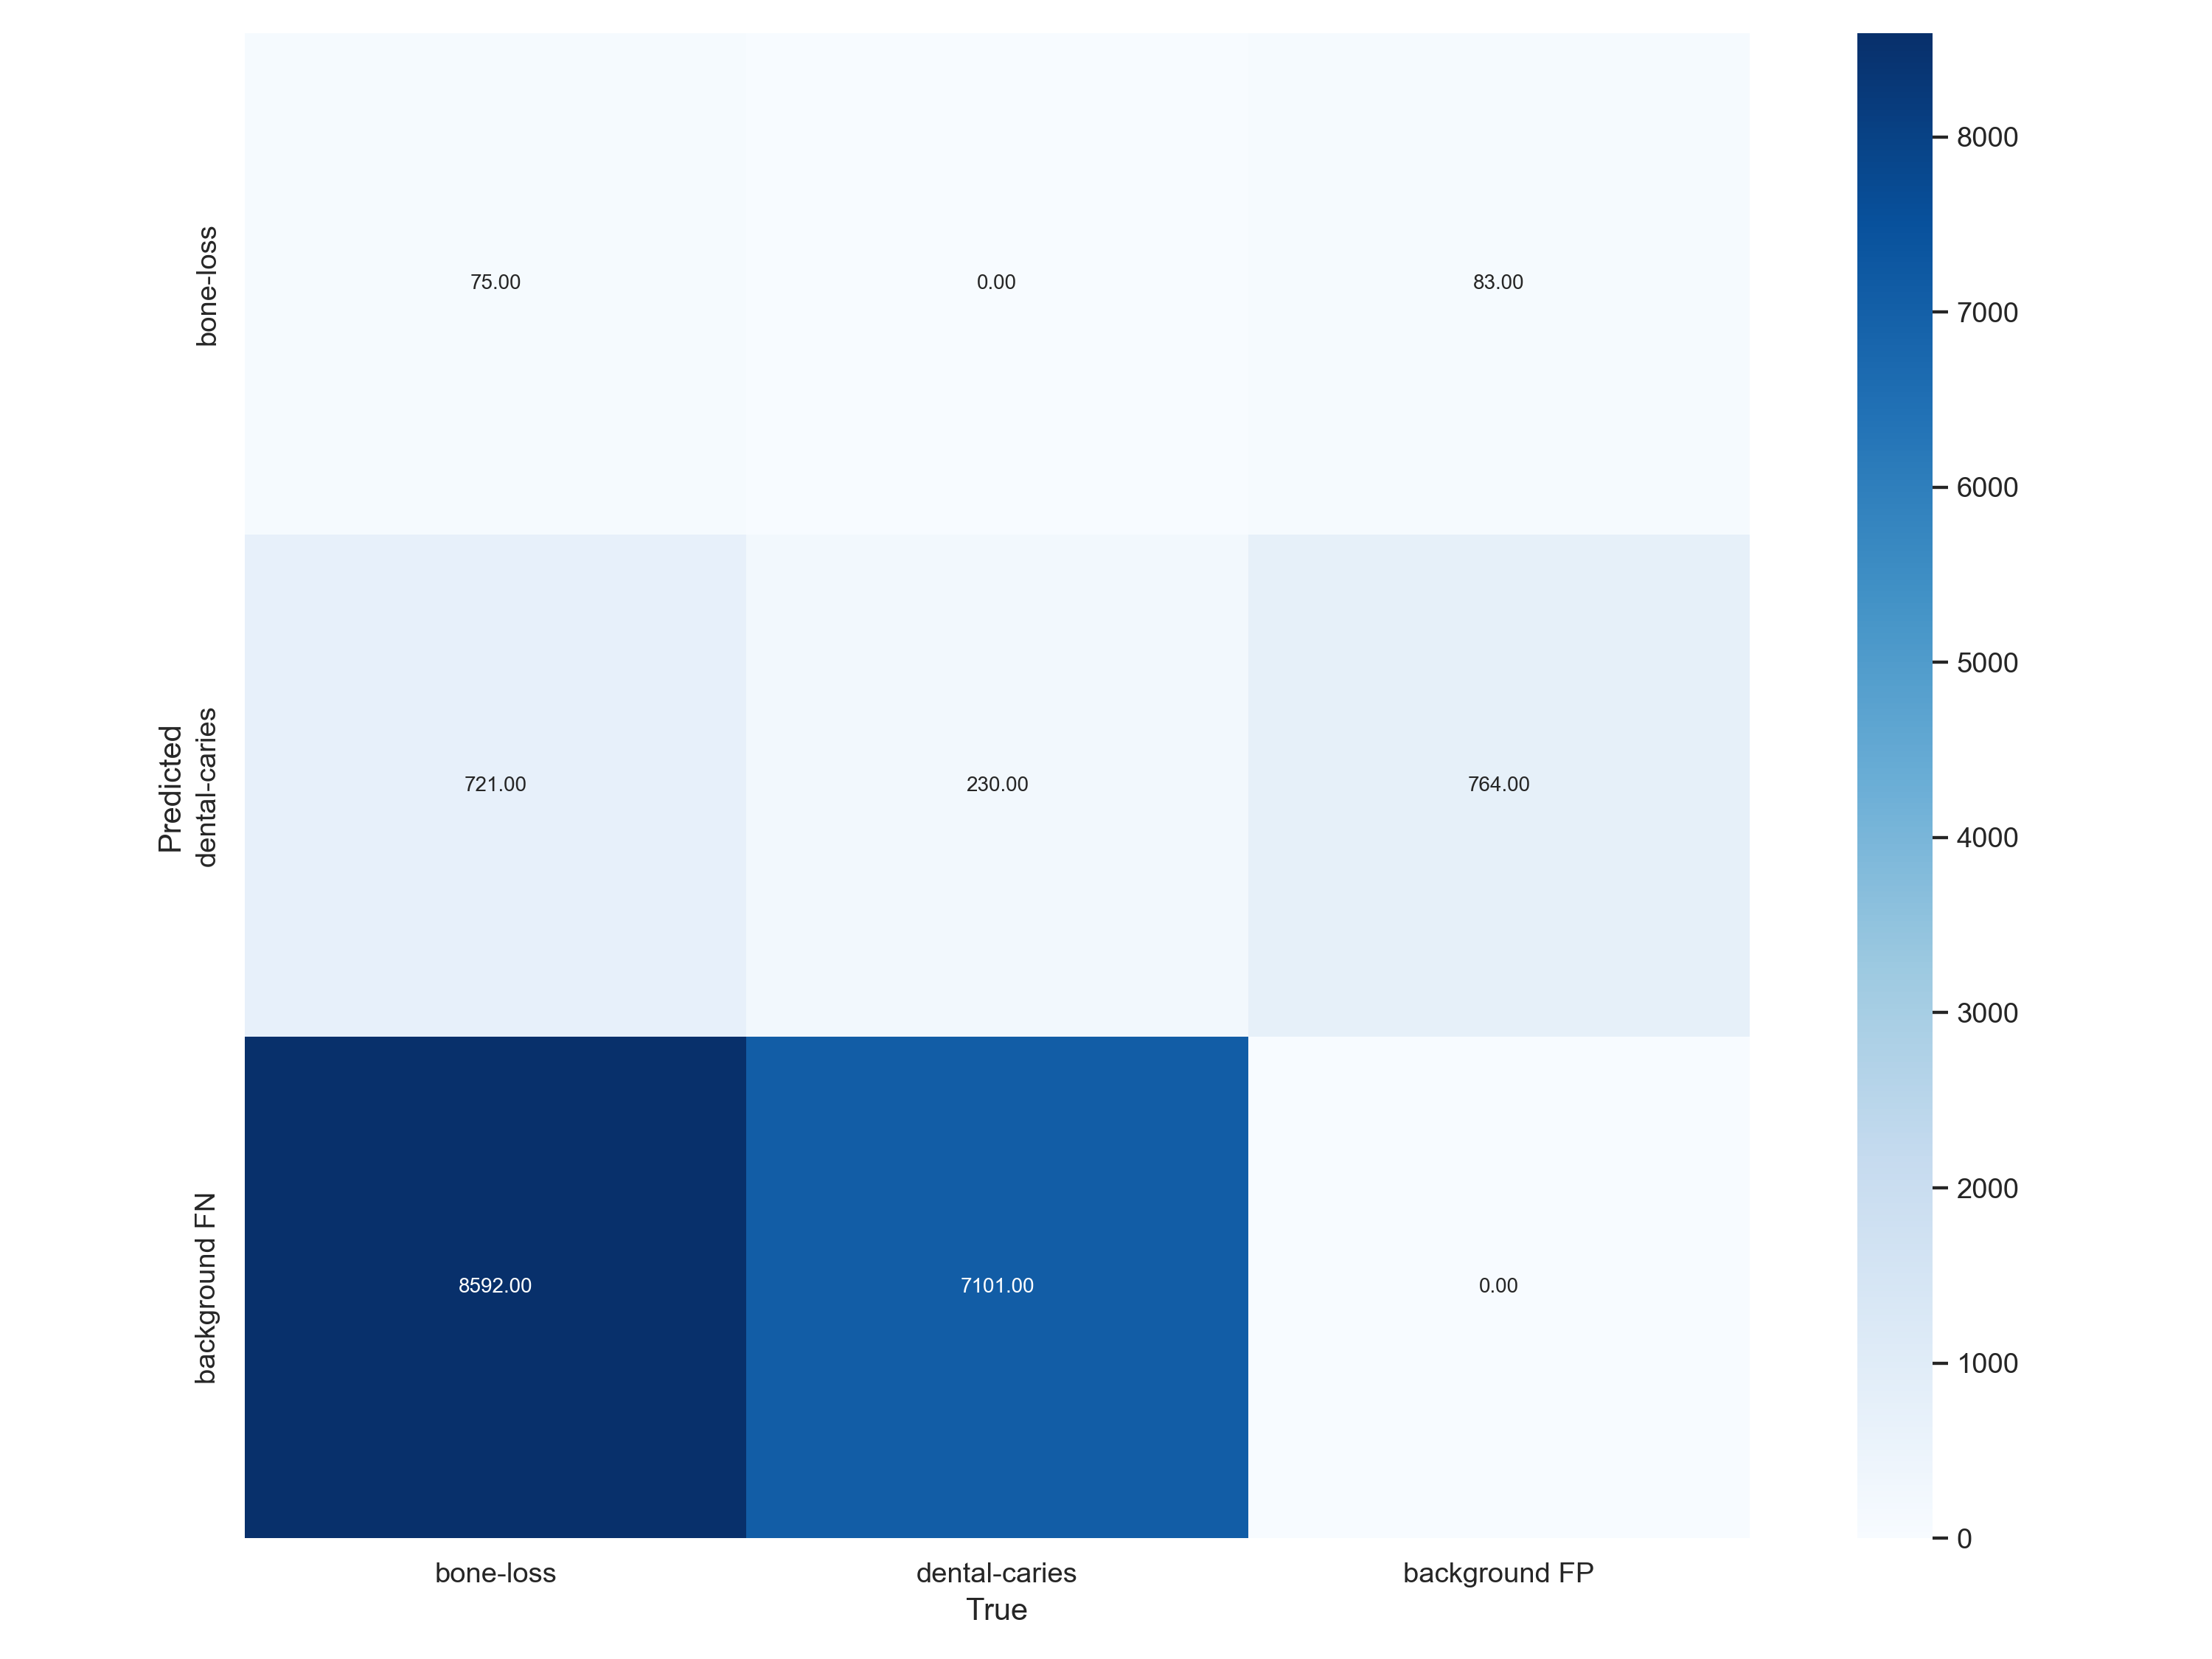 bone-loss
75.00
0.00
83.00
Predicted
dental-caries
721.00
230.00
764.00
background FN
8592.00
7101.00
0.00
bone-loss
dental-caries
background FP
True
8000
7000
6000
5000
4000
3000
2000
1000
0